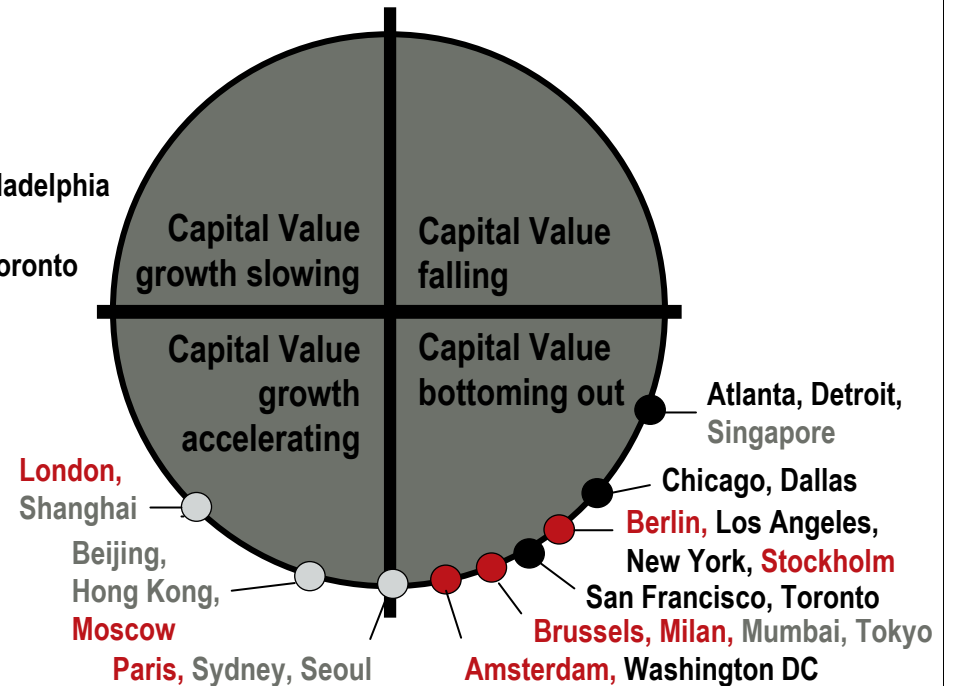 ladelphia
oronto
Capital Value
growth slowing
Capital Value
falling
Capital Value
growth
accelerating
Capital Value
bottoming out
Atlanta, Detroit,
Singapore
Chicago, Dallas
Berlin, Los Angeles,
New York, Stockholm
San Francisco, Toronto
Brussels, Milan, Mumbai, Tokyo
Amsterdam, Washington DC
London,
Shanghai
Beijing,
Hong Kong,
Moscow
Paris, Sydney, Seoul